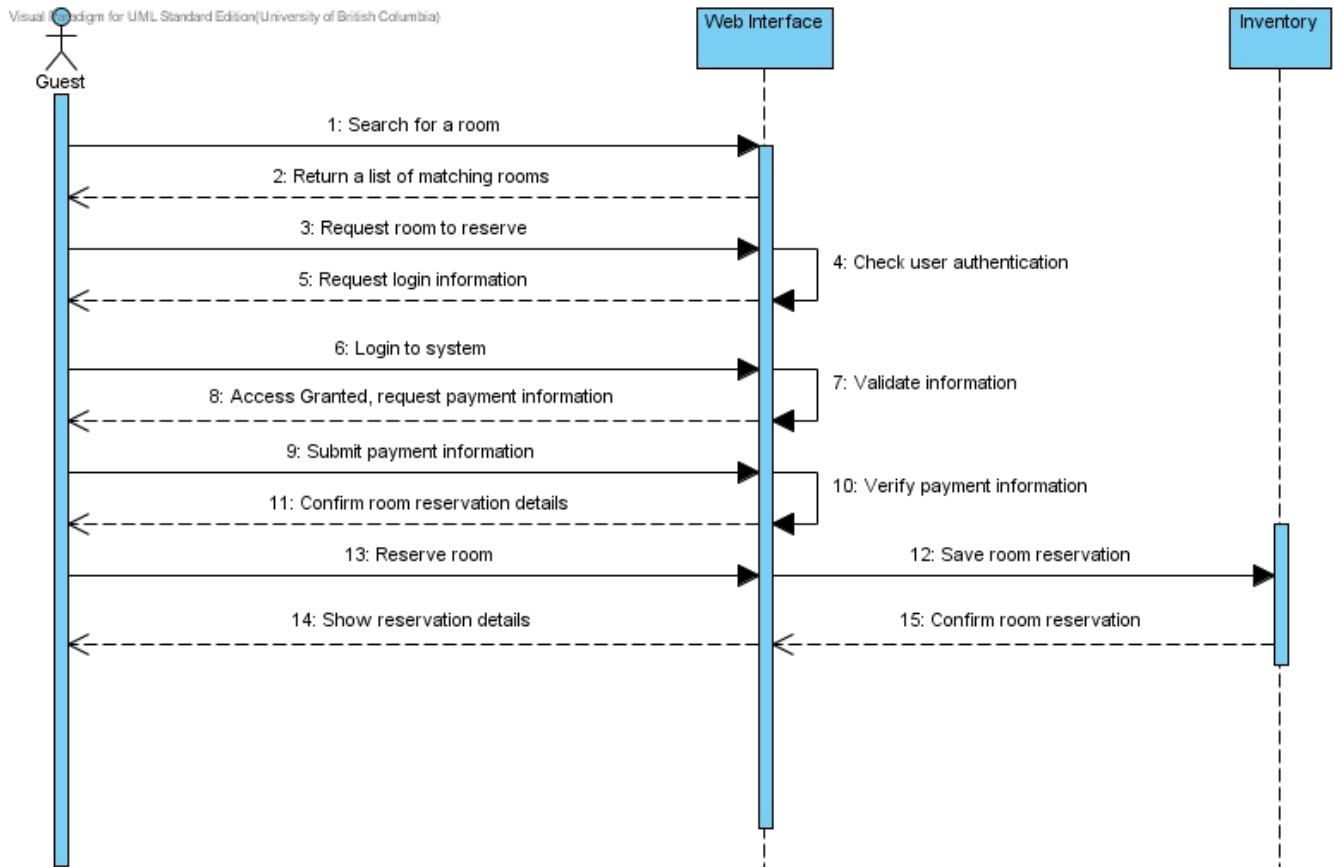 Visual Paradigm for UML Standard Edition(University of British Columbia)
Web Interface
Inventory
Guest
1: Search for a room
2: Return a list of matching rooms
3: Request room to reserve
4: Check user authentication
5: Request login information
6: Login to system
7: Validate information
8: Access Granted, request payment information
9: Submit payment information
10: Verify payment information
11: Confirm room reservation details
13: Reserve room
12: Save room reservation
14: Show reservation details
15: Confirm room reservation